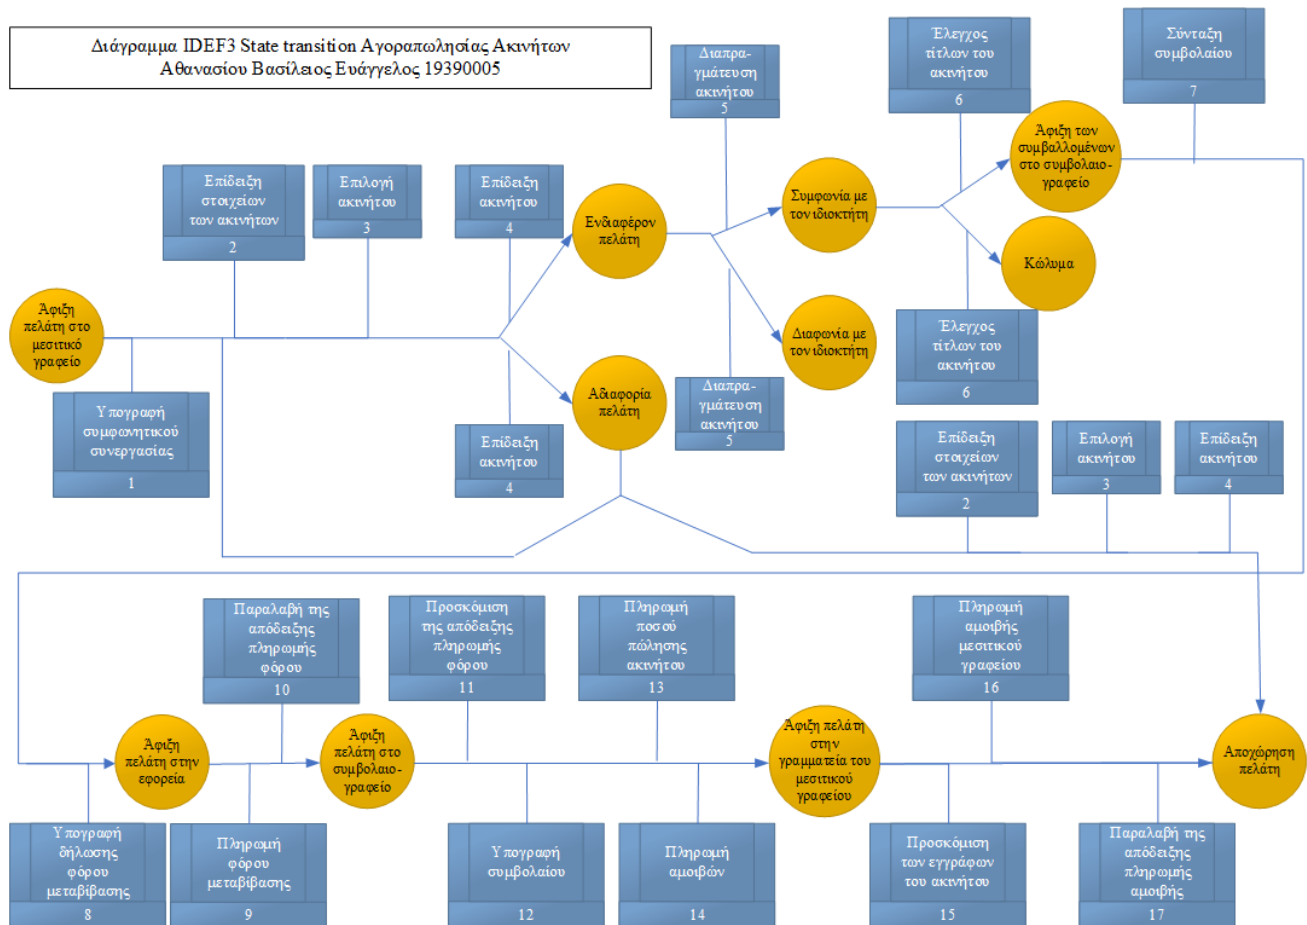 Διάγραμμα IDEF3 State transition Αγοραπωλησίας Ακινήτων
Αθανασίου Βασίλειος Ευάγγελος 19390005
Διαπρα-
γμάτευση
ακινήτου
5
Έλεγχος
τίτλων του
ακινήτου
6
Σύνταξη
συμβολαίου
7
Επίδειξη
στοιχείων
των ακινήτων
2
Επιλογή
ακινήτου
3
Επίδειξη
ακινήτου
4
Ενδιαφέρον
πελάτη
Συμφωνία με
τον ιδιοκτήτη
Άφιξη των
συμβαλλομένων
στο συμβολαιο-
γραφείο
Κώλυμα
Άφιξη
πελάτη στο
μεσιτικό
γραφείο
Διαφωνία με
τον ιδιοκτήτη
Έλεγχος
τίτλων του
ακινήτου
6
Υπογραφή
συμφωνητικού
συνεργασίας
1
Επίδειξη
ακινήτου
4
Αδιαφορία
πελάτη
Διαπρα-
γμάτευση
ακινήτου
5
Επίδειξη
στοιχείων
των ακινήτων
2
Επιλογή
ακινήτου
3
Επίδειξη
ακινήτου
4
Παραλαβή της
απόδειξης
πληρωμής
φόρου
10
Προσκόμιση
της απόδειξης
πληρωμής
φόρου
11
Πληρωμή
ποσού
πώλησης
ακινήτου
13
Πληρωμή
αμοιβής
μεσιτικού
γραφείου
16
Άφιξη
πελάτη στην
εφορεία
Άφιξη
πελάτη στο
συμβολαιο-
γραφείο
Άφιξη πελάτη
στην
γραμματεία του
μεσιτικού
γραφείου
Αποχώρηση
πελάτη
Υπογραφή
δήλωσης
φόρου
μεταβίβασης
8
Πληρωμή
φόρου
μεταβίβασης
9
Υπογραφή
συμβολαίου
12
Πληρωμή
αμοιβών
14
Προσκόμιση
των εγγράφων
του ακινήτου
15
Παραλαβή της
απόδειξης
πληρωμής
αμοιβής
17